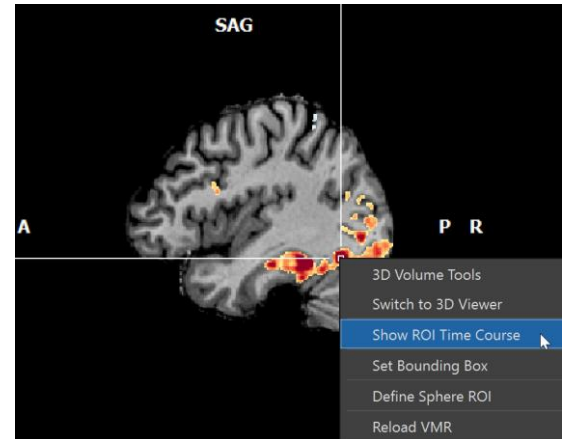 SAG
A
P R
3D Volume Tools
Switch to 3D Viewer
Show ROI Time Course
Set Bounding Box
Define Sphere ROI
Reload VMR